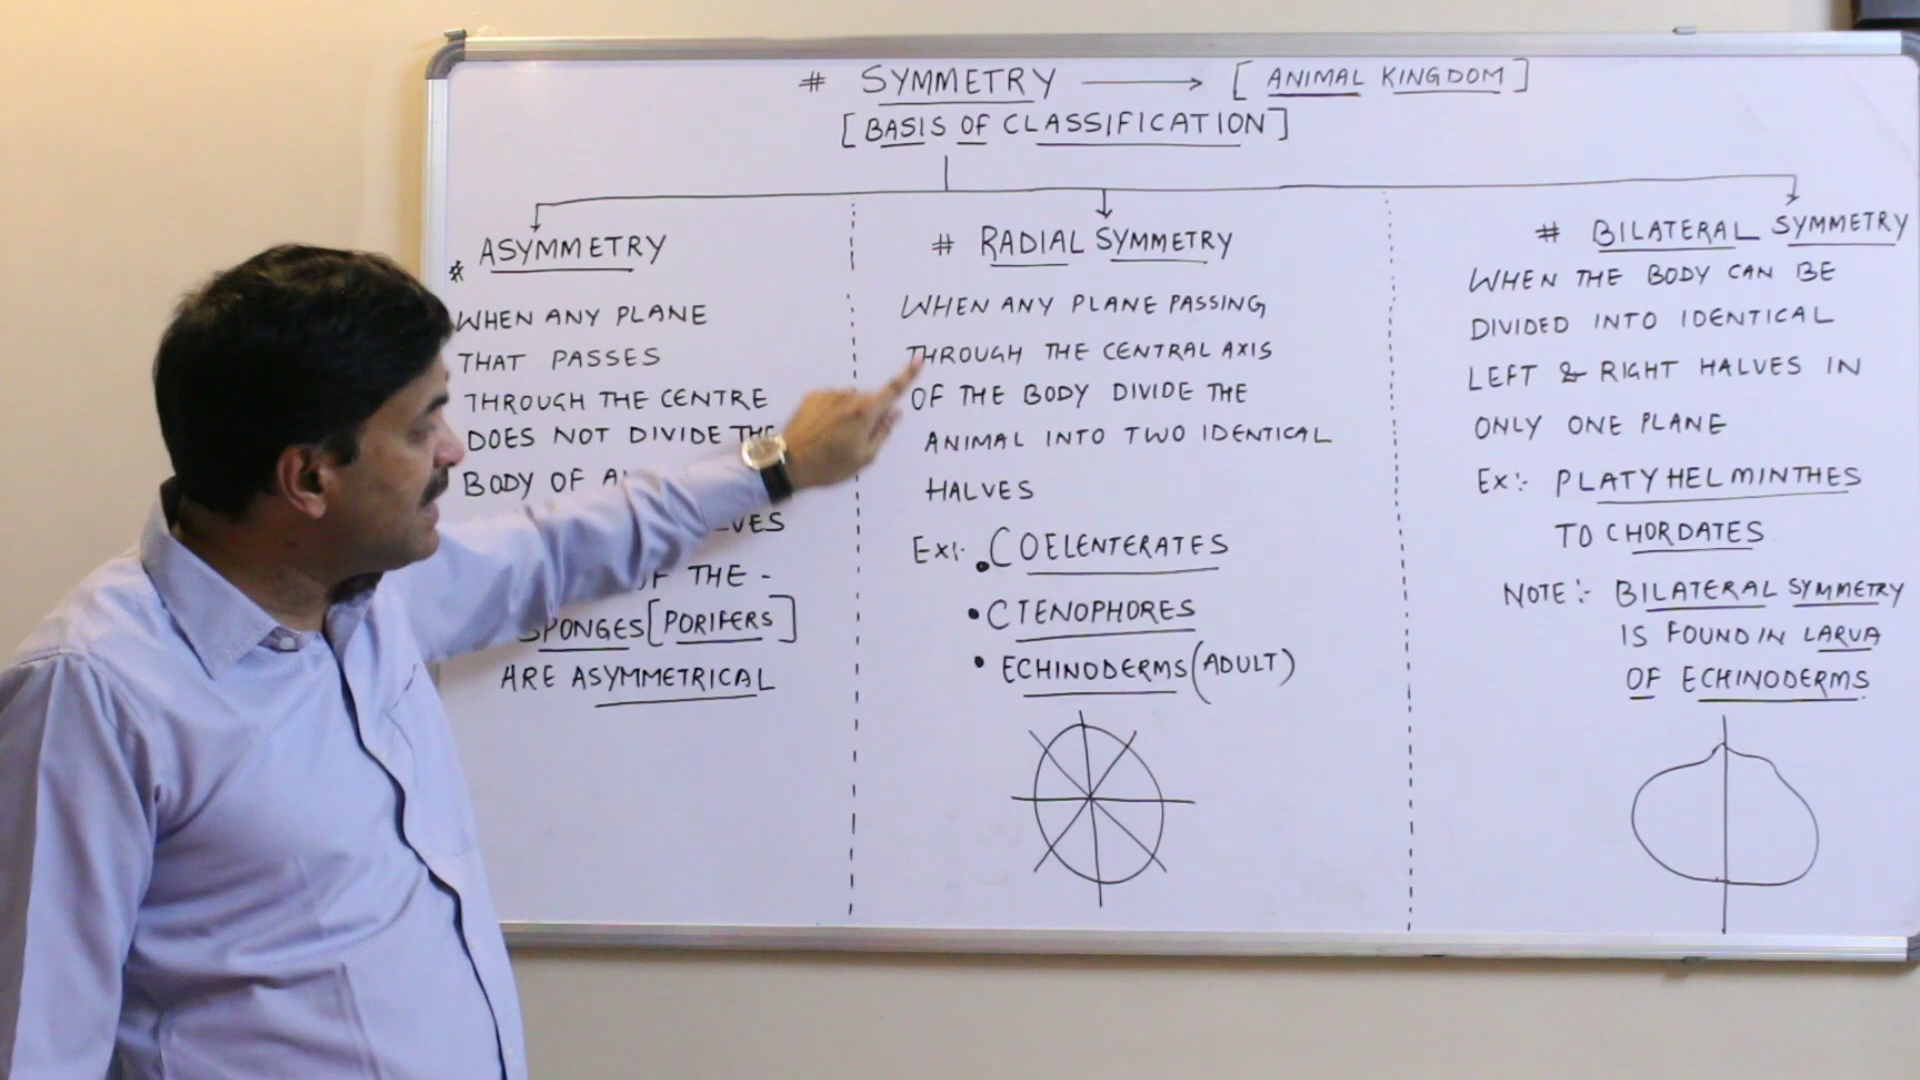 # SYMMETRY → [ANIMAL KINGDOM]
[BASIS OF CLASSIFICATION]
# ASYMMETRY
WHEN ANY PLANE
THAT PASSES
THROUGH THE CENTRE
DOES NOT DIVIDE THE
BODY OF
OF THE -
SPONGES [PORIFERS]
ARE ASYMMETRICAL
# RADIAL SYMMETRY
WHEN ANY PLANE PASSING
THROUGH THE CENTRAL AXIS
OF THE BODY DIVIDE THE
ANIMAL INTO TWO IDENTICAL
HALVES
Ex:- • COELENTERATES
• CTENOPHORES
• ECHINODERMS (ADULT)
# BILATERAL SYMMETRY
WHEN THE BODY CAN BE
DIVIDED INTO IDENTICAL
LEFT & RIGHT HALVES IN
ONLY ONE PLANE
Ex:- PLATYHELMINTHES
TO CHORDATES
NOTE:- BILATERAL SYMMETRY
IS FOUND IN LARVA
OF ECHINODERMS